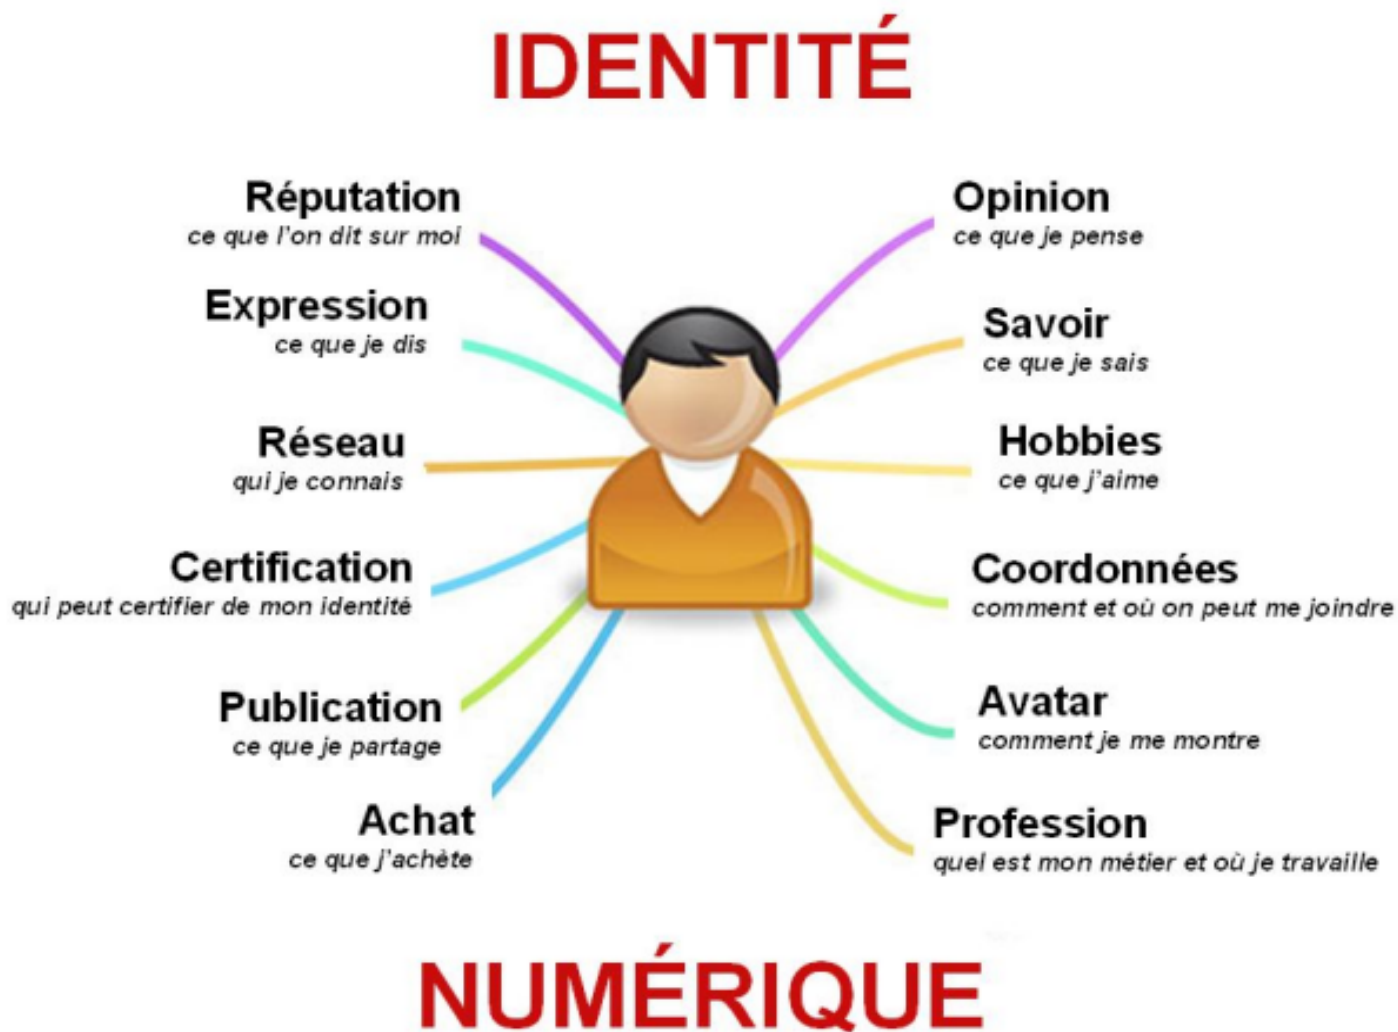 IDENTITÉ
Réputation
ce que l'on dit sur moi
Expression
ce que je dis
Réseau
qui je connais
Certification
qui peut certifier de mon identité
Publication
ce que je partage
Achat
ce que j'achète
Opinion
ce que je pense
Savoir
ce que je sais
Hobbies
ce que j'aime
Coordonnées
comment et où on peut me joindre
Avatar
comment je me montre
Profession
quel est mon métier et où je travaille
NUMÉRIQUE